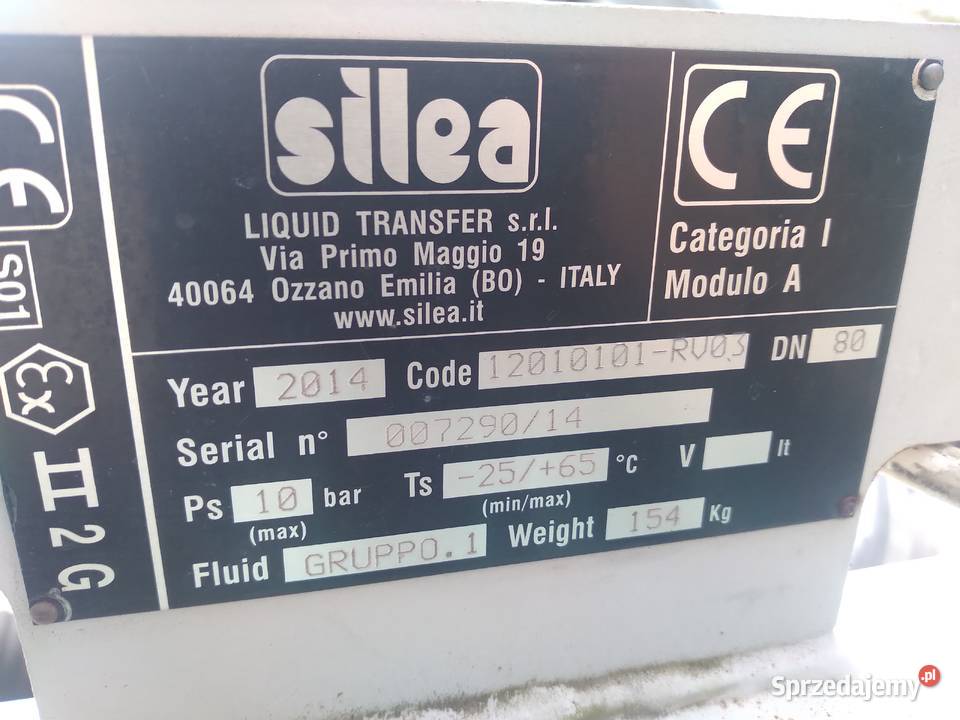 silea
LIQUID TRANSFER s.r.l.
Via Primo Maggio 19
40064 Ozzano Emilia (BO) - ITALY
www.silea.it
CE
Categoria I
Modulo A
CE
S01
Ex
II 2 G
Year 2014 Code 12010101-RV03 DN 80
Serial n° 007290/14
Ps 10 bar Ts -25/+65 °C V lt
(max) (min/max)
Fluid GRUPPO.1 Weight 154 Kg
Sprzedajemy.pl